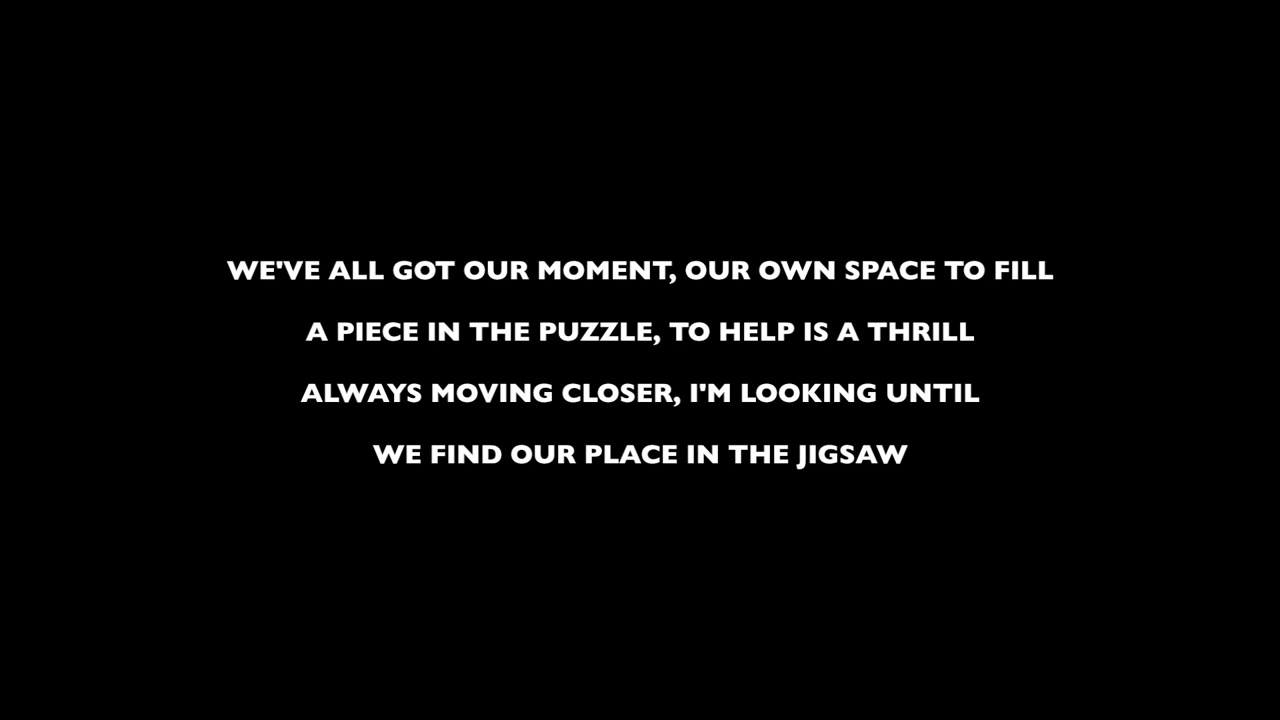 WE'VE ALL GOT OUR MOMENT, OUR OWN SPACE TO FILL
A PIECE IN THE PUZZLE, TO HELP IS A THRILL
ALWAYS MOVING CLOSER, I'M LOOKING UNTIL
WE FIND OUR PLACE IN THE JIGSAW